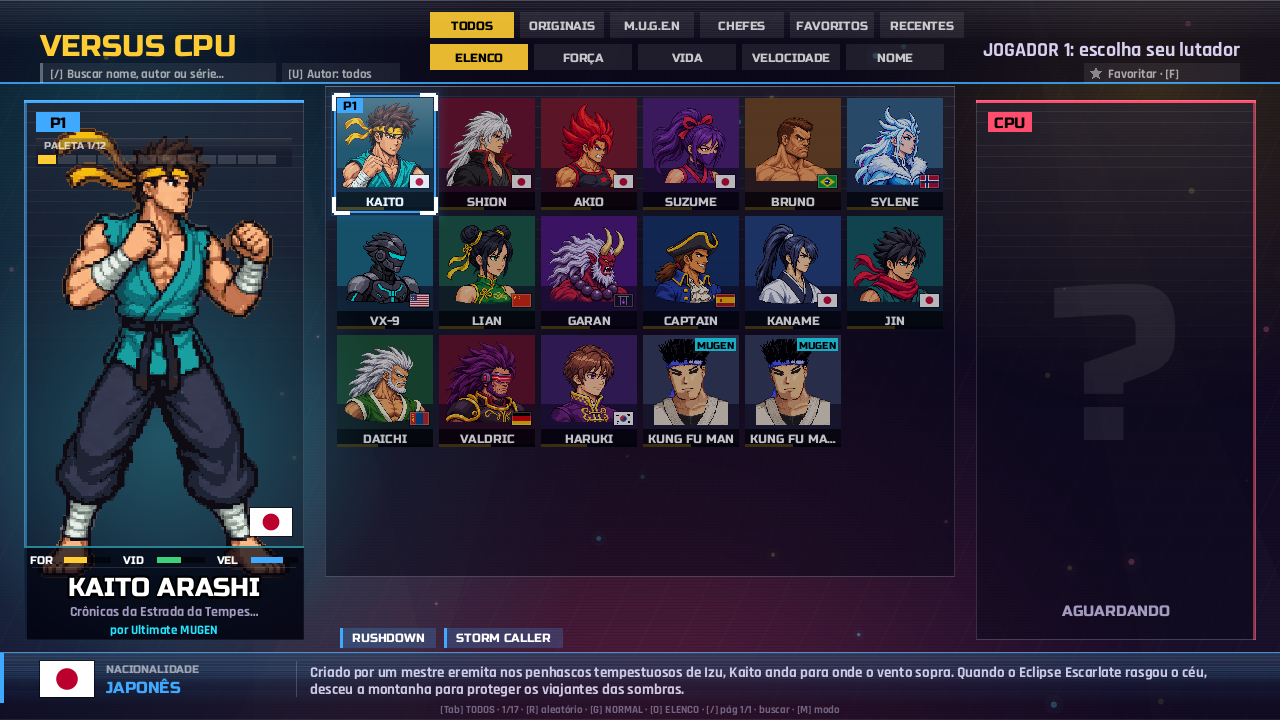 VERSUS CPU
[/] Buscar nome, autor ou série...
[U] Autor: todos
TODOS
ORIGINAIS
M.U.G.E.N
CHEFES
FAVORITOS
RECENTES
ELENCO
FORÇA
VIDA
VELOCIDADE
NOME
JOGADOR 1: escolha seu lutador
Favoritar · [F]
P1
PALETA 1/12
FOR
VID
VEL
KAITO ARASHI
Crônicas da Estrada da Tempes...
por Ultimate MUGEN
P1
KAITO
SHION
AKIO
SUZUME
BRUNO
SYLENE
VX-9
LIAN
GARAN
CAPTAIN
KANAME
JIN
MUGEN
MUGEN
DAICHI
VALDRIC
HARUKI
KUNG FU MAN
KUNG FU MA...
RUSHDOWN
STORM CALLER
CPU
?
AGUARDANDO
NACIONALIDADE
JAPONÊS
Criado por um mestre eremita nos penhascos tempestuosos de Izu, Kaito anda para onde o vento sopra. Quando o Eclipse Escarlate rasgou o céu,
desceu a montanha para proteger os viajantes das sombras.
[Tab] TODOS · 1/17 · [R] aleatório · [G] NORMAL · [O] ELENCO · [/] pág 1/1 · buscar · [M] modo